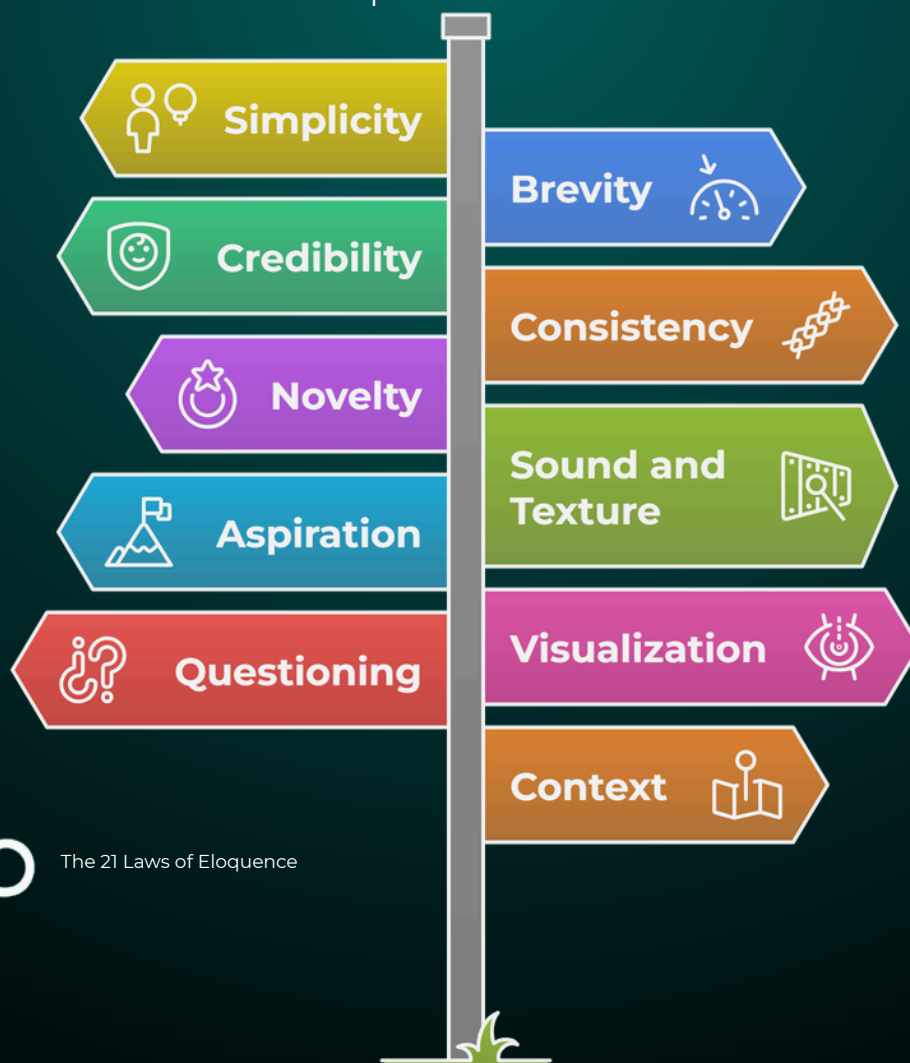 Simplicity
Brevity
Credibility
Consistency
Novelty
Sound and
Texture
Aspiration
Visualization
Questioning
Context
The 21 Laws of Eloquence